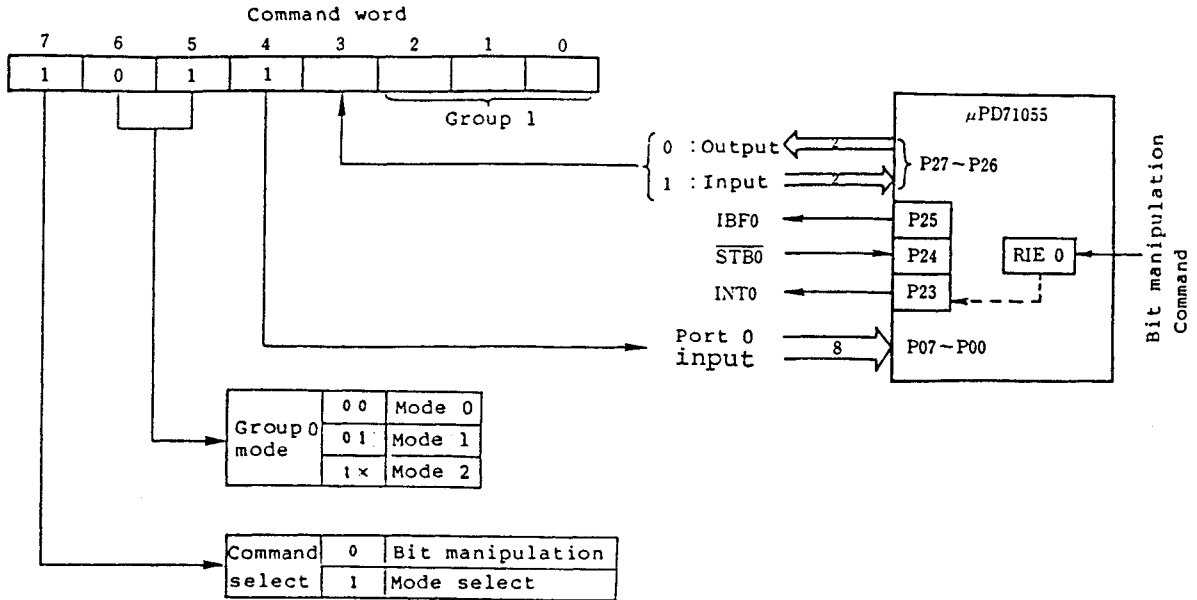 Command word
7 6 5 4 3 2 1 0
1 0 1 1
Group 1
0 : Output
1 : Input
2
2
μPD71055
P27~P26
IBF0
P25
STB0
P24
INT0
P23
RIE 0
Bit manipulation
Command
Port 0
input
8
P07~P00
Group 0
mode
0 0 Mode 0
0 1 Mode 1
1 × Mode 2
Command
select
0 Bit manipulation
1 Mode select